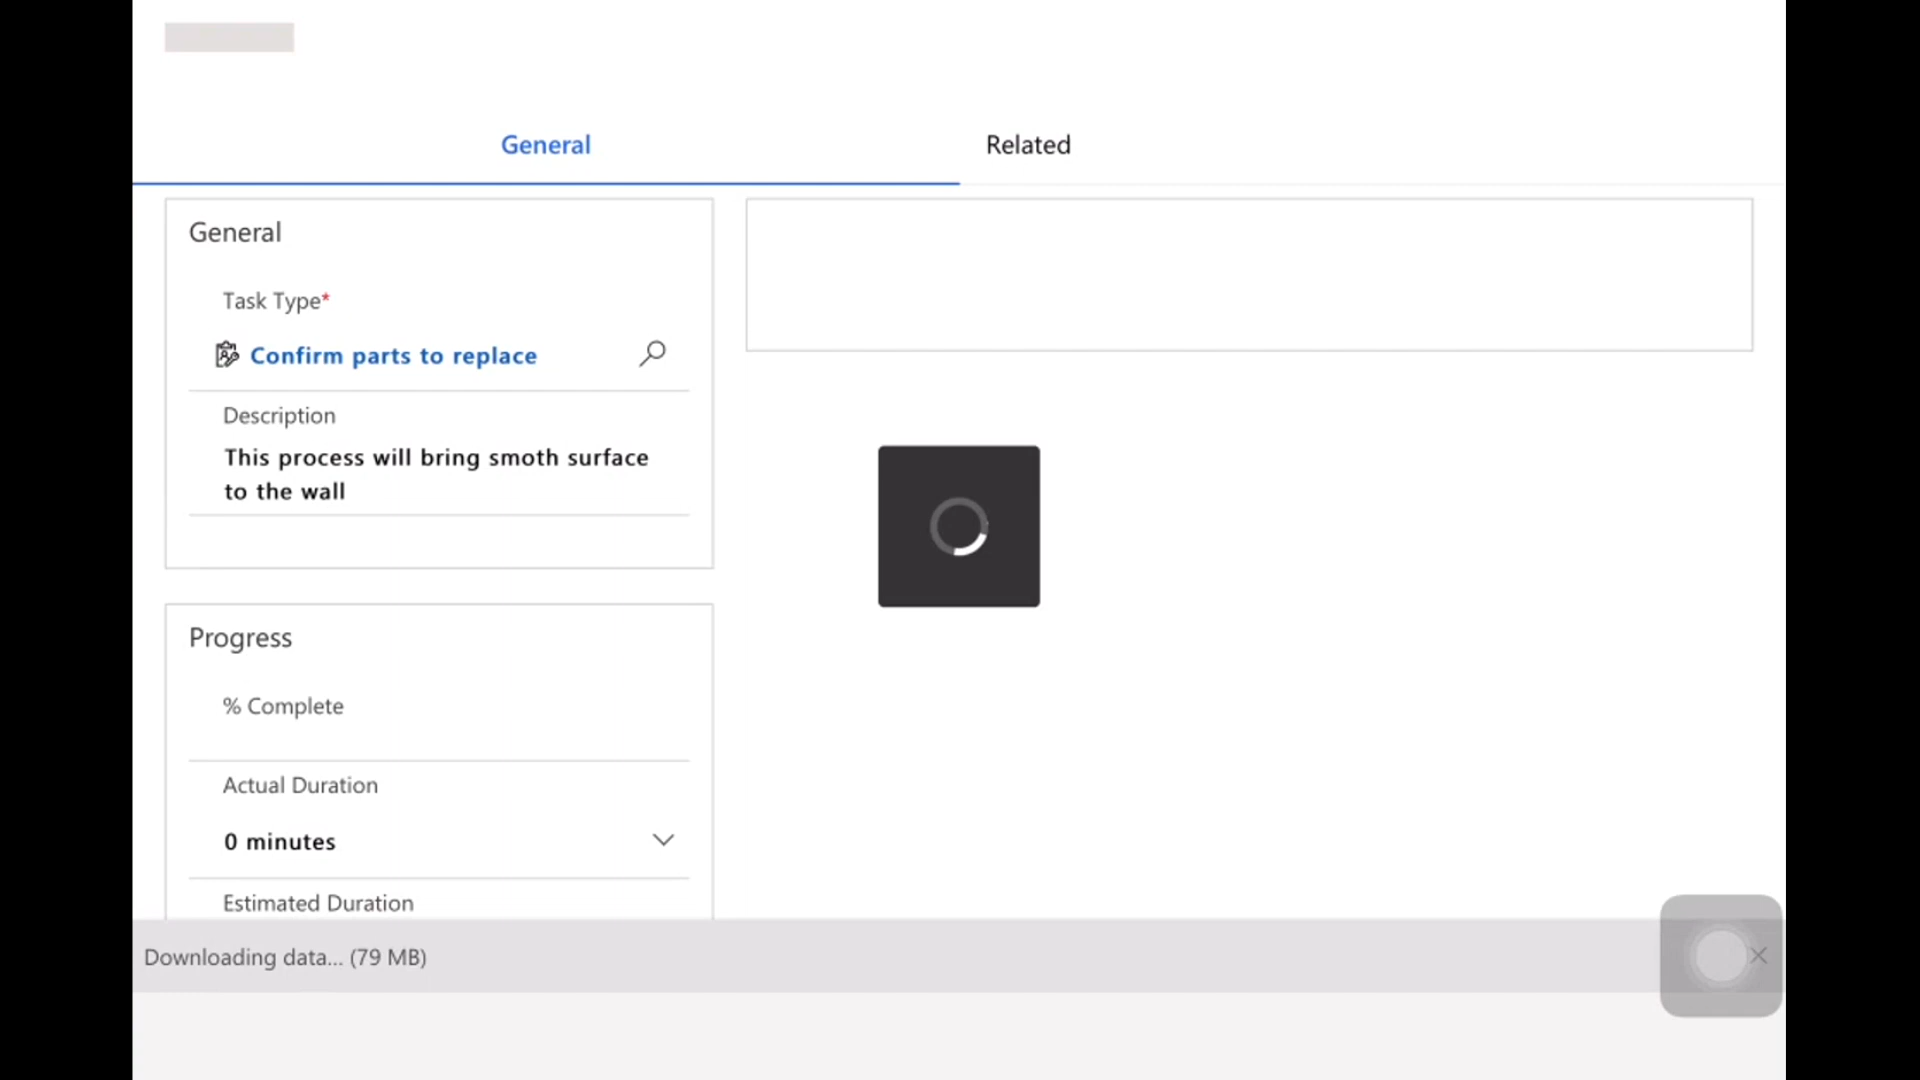 General
Related
General
Task Type*
Confirm parts to replace
Description
This process will bring smoth surface
to the wall
Progress
% Complete
Actual Duration
0 minutes
Estimated Duration
Downloading data... (79 MB)